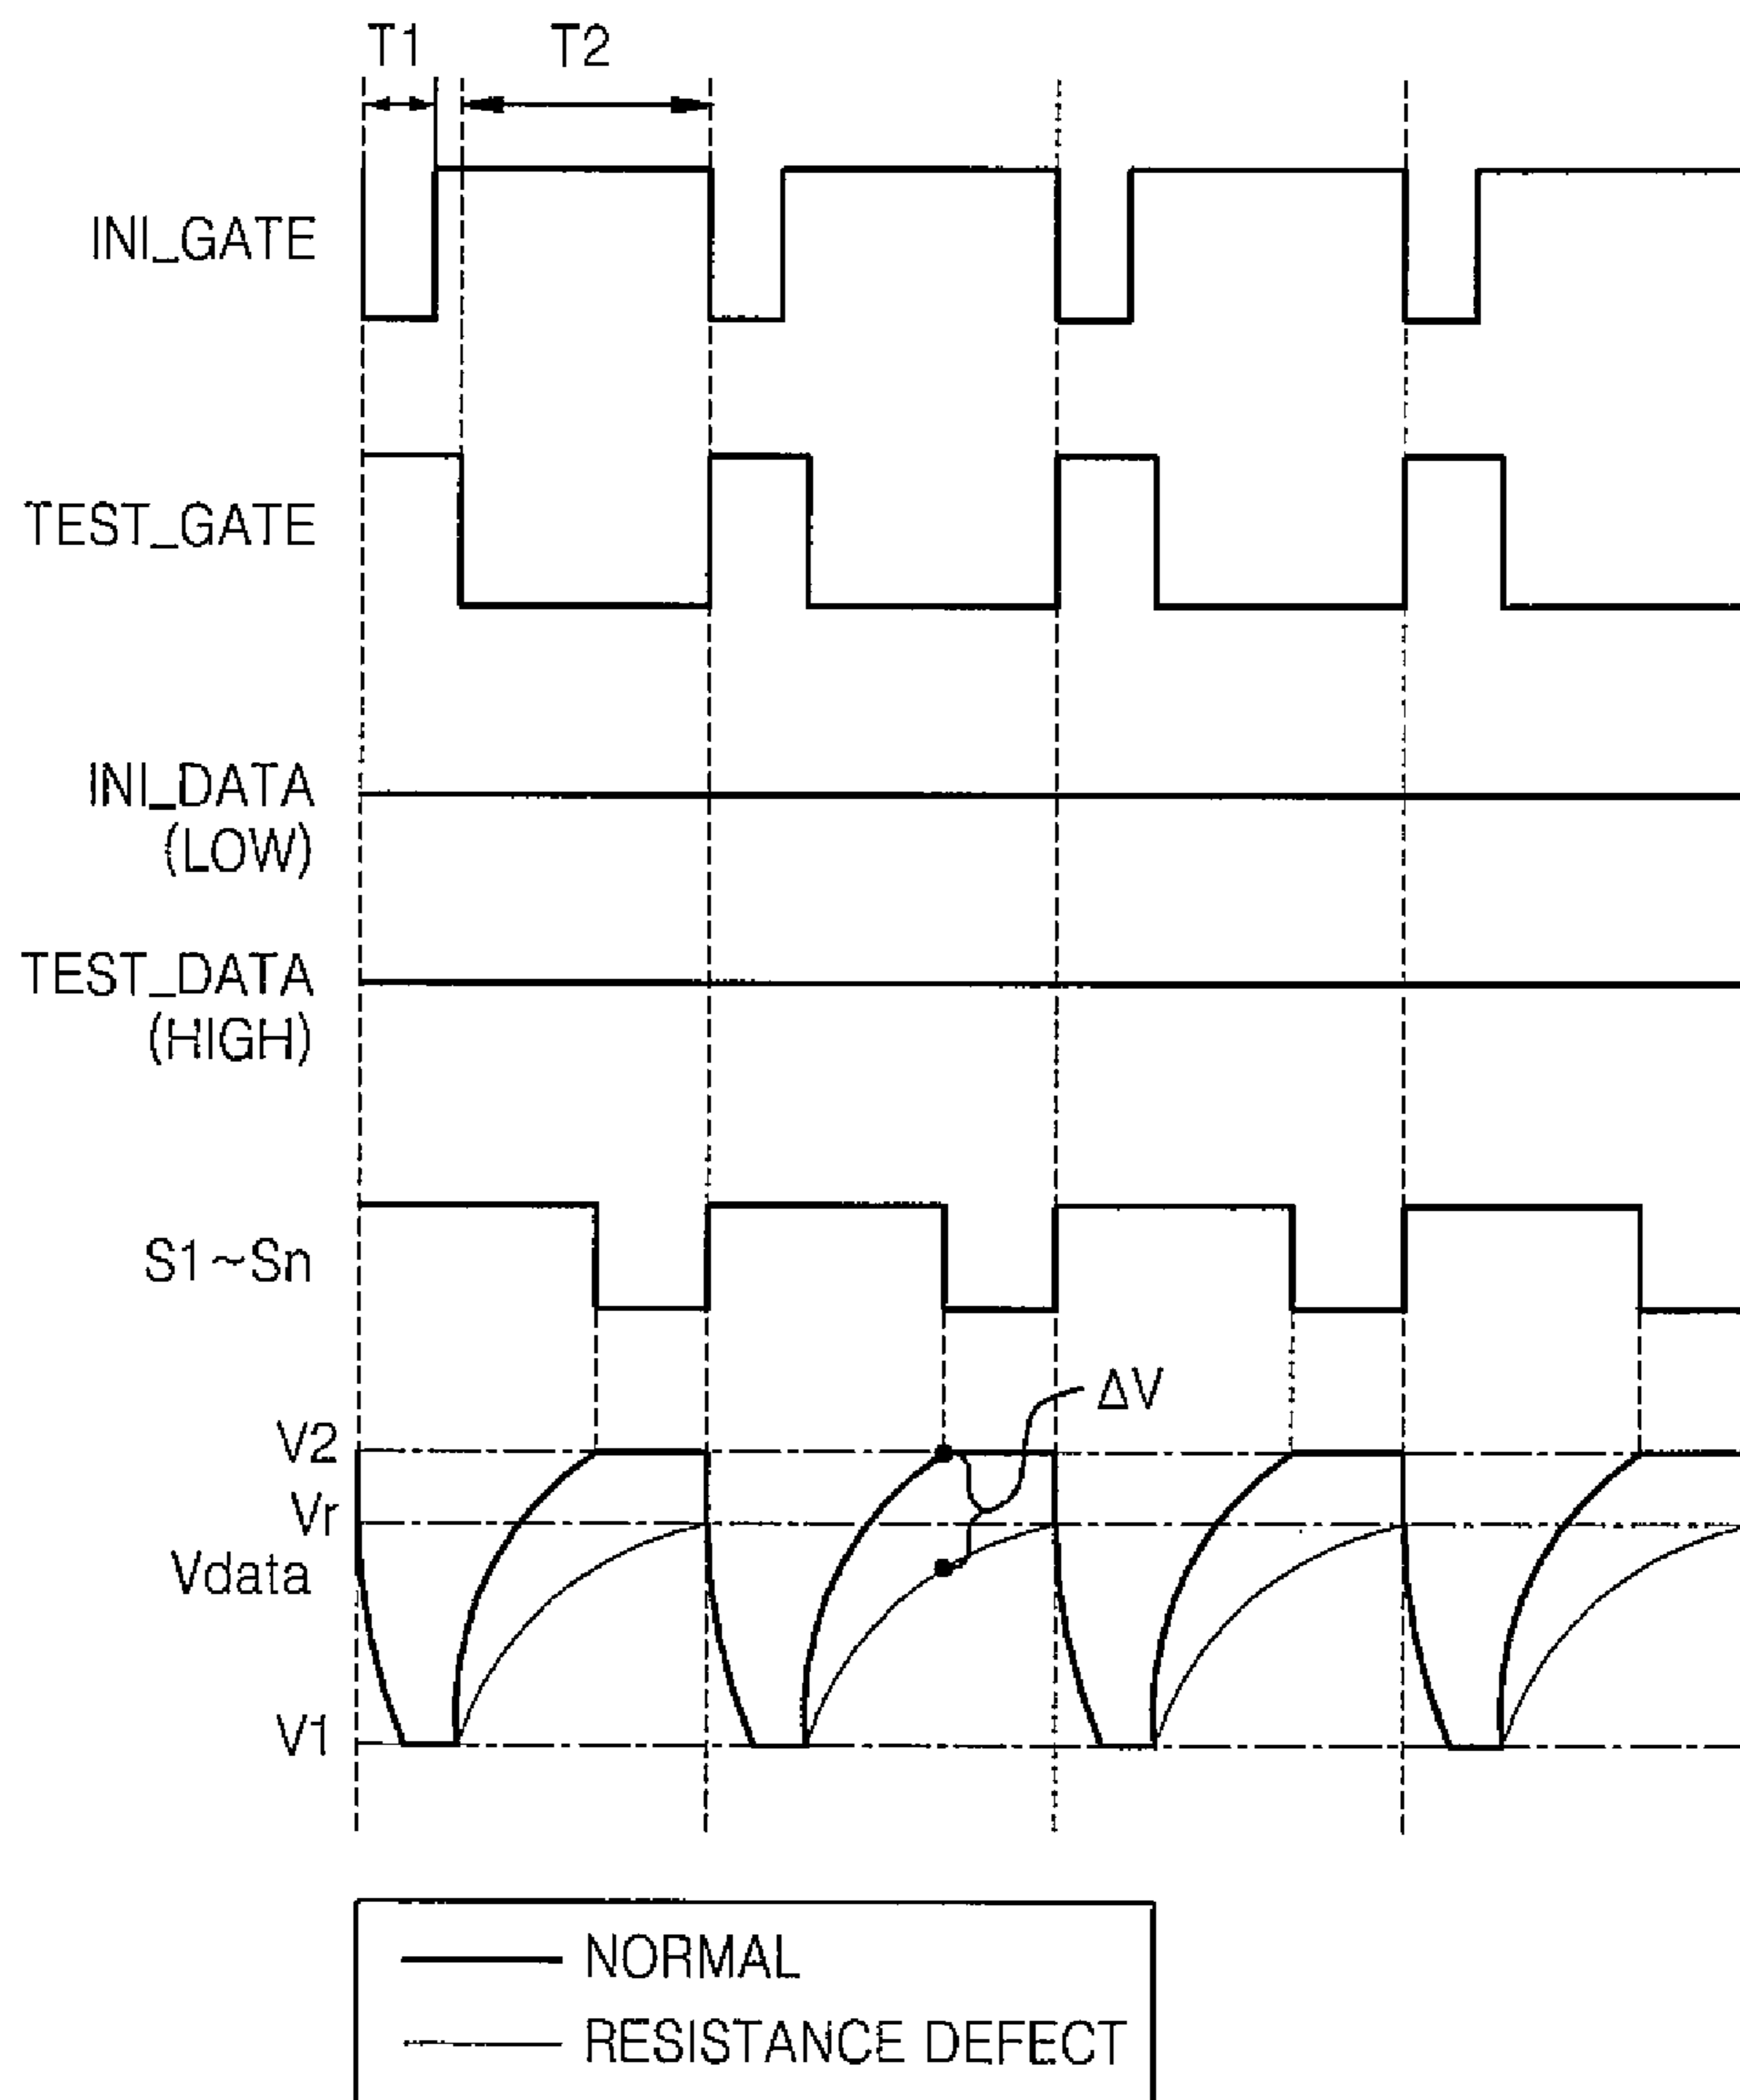 T1
T2
INI_GATE
TEST_GATE
INI_DATA
(LOW)
TEST_DATA
(HIGH)
S1~Sn
ΔV
V2
Vr
Vdata
V1
NORMAL
RESISTANCE DEFECT